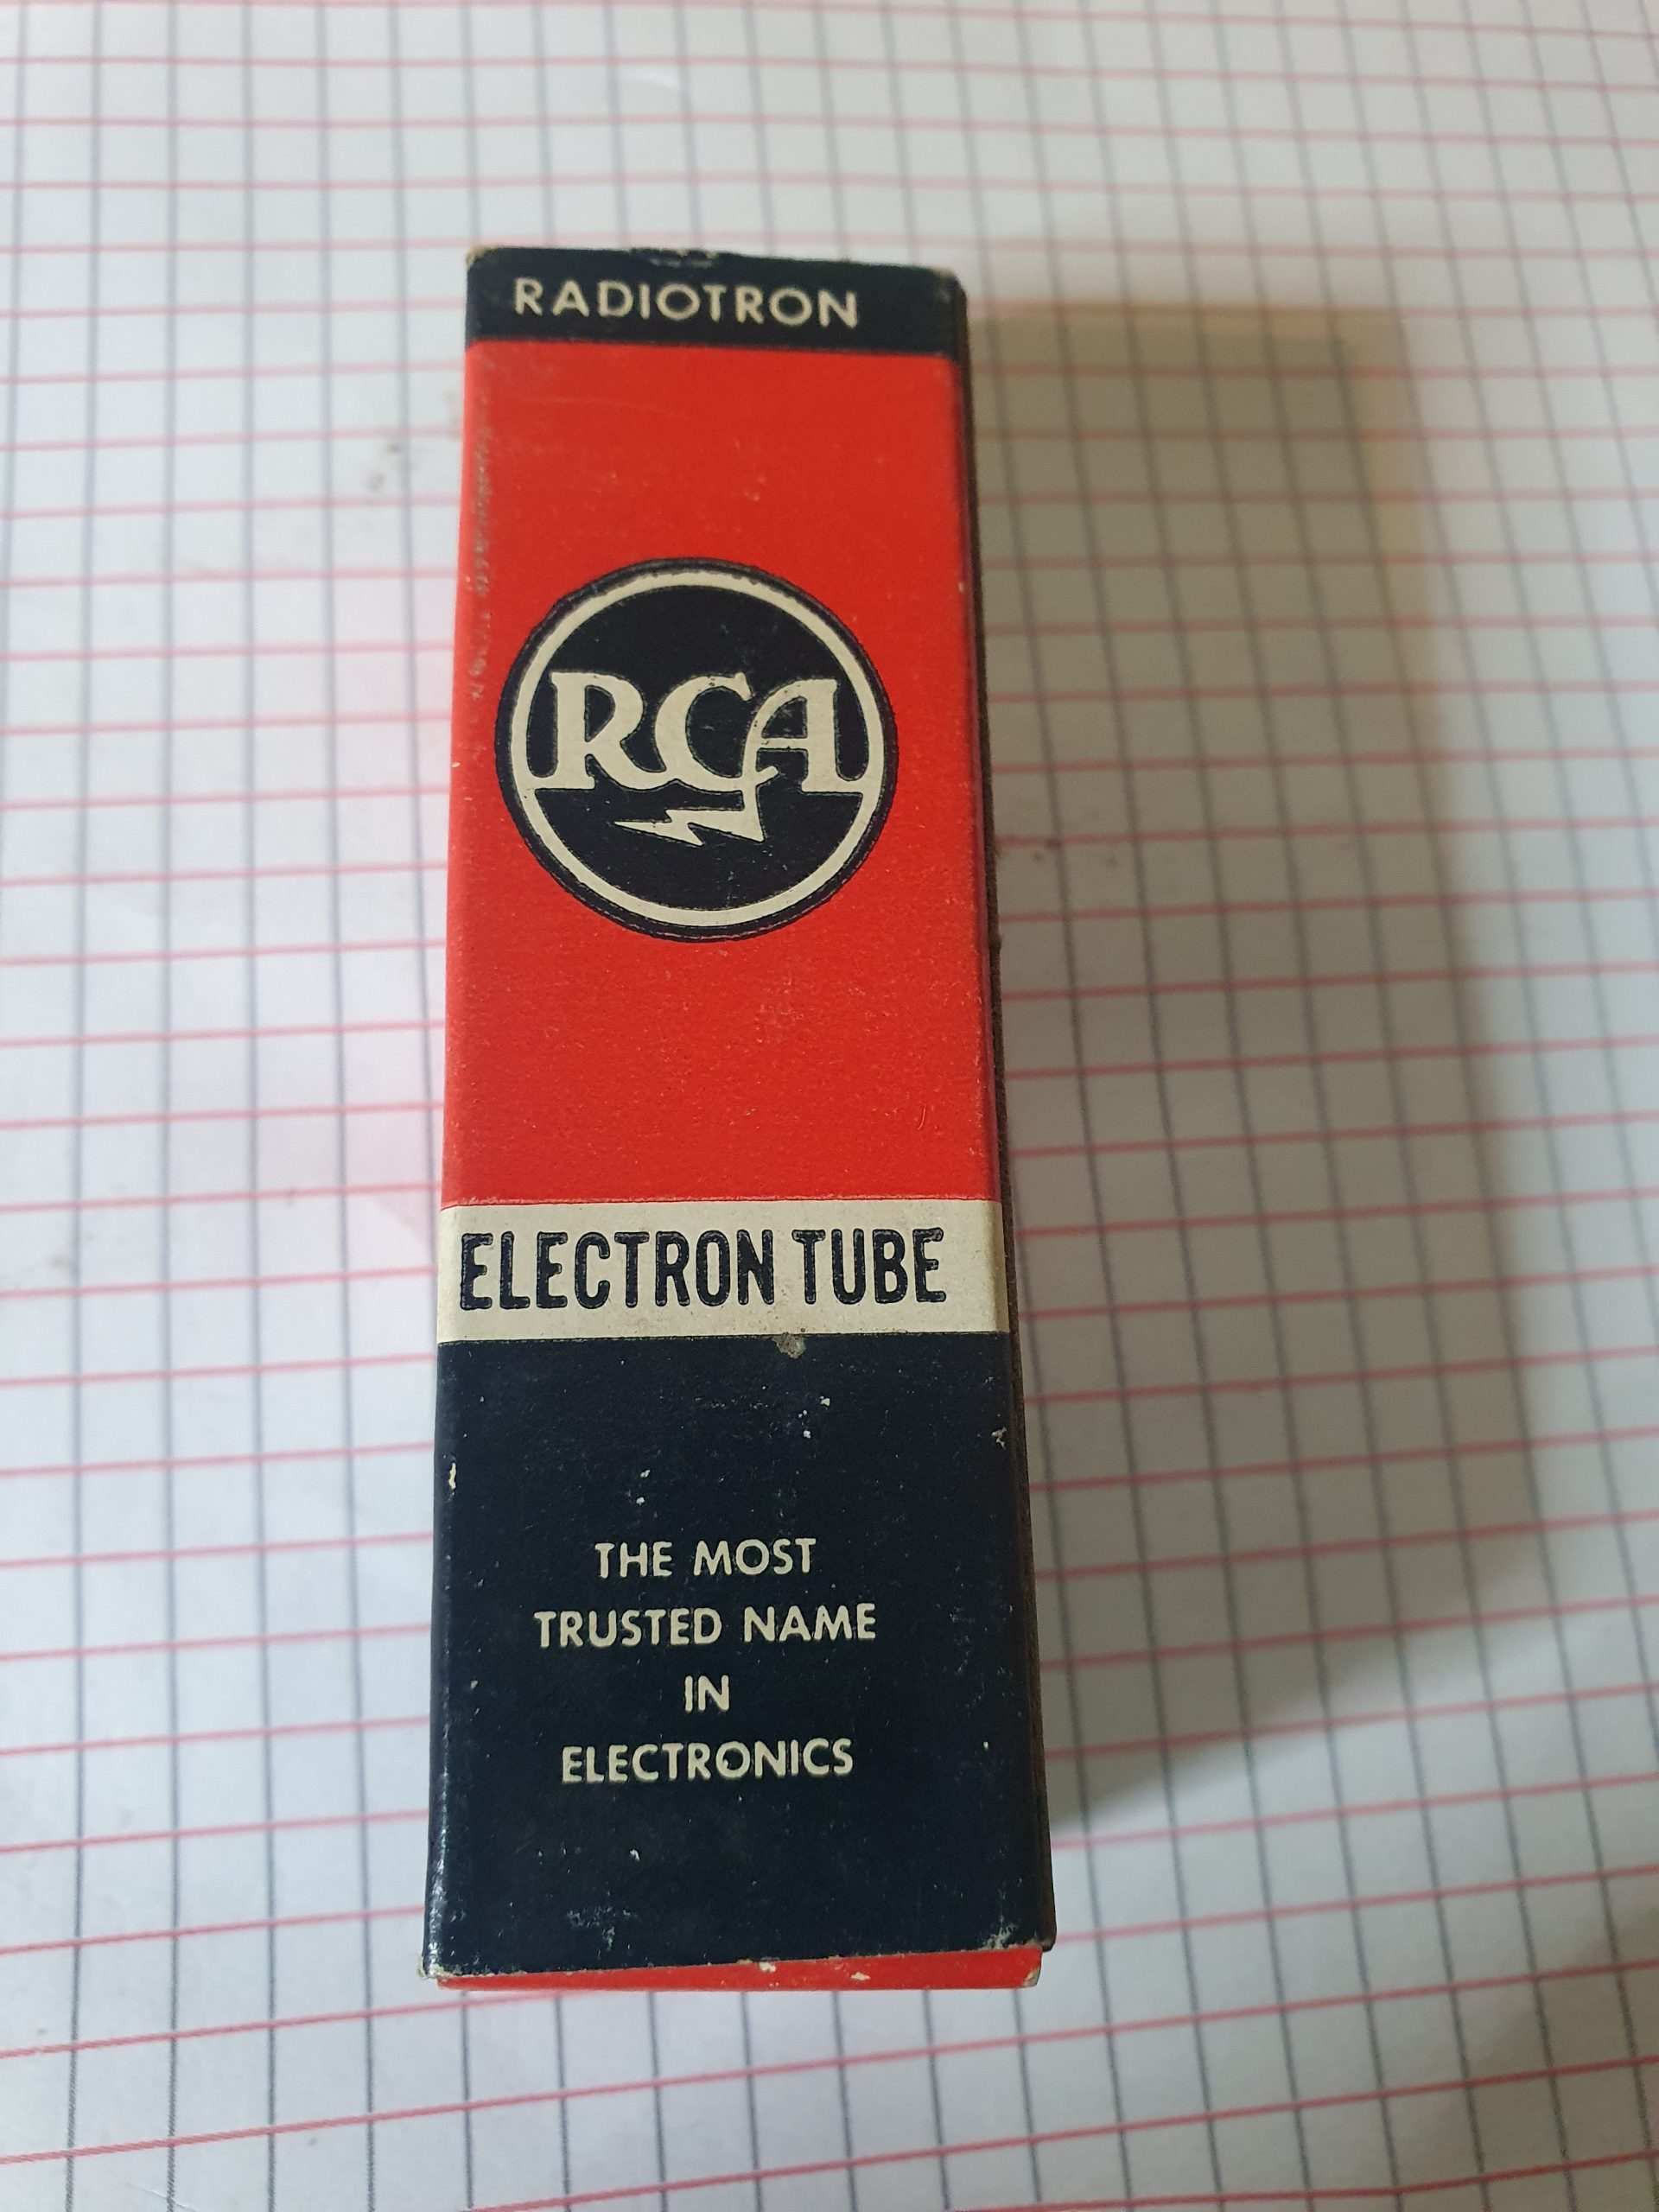 RADIOTRON
RCA
ELECTRON TUBE
THE MOST
TRUSTED NAME
IN
ELECTRONICS